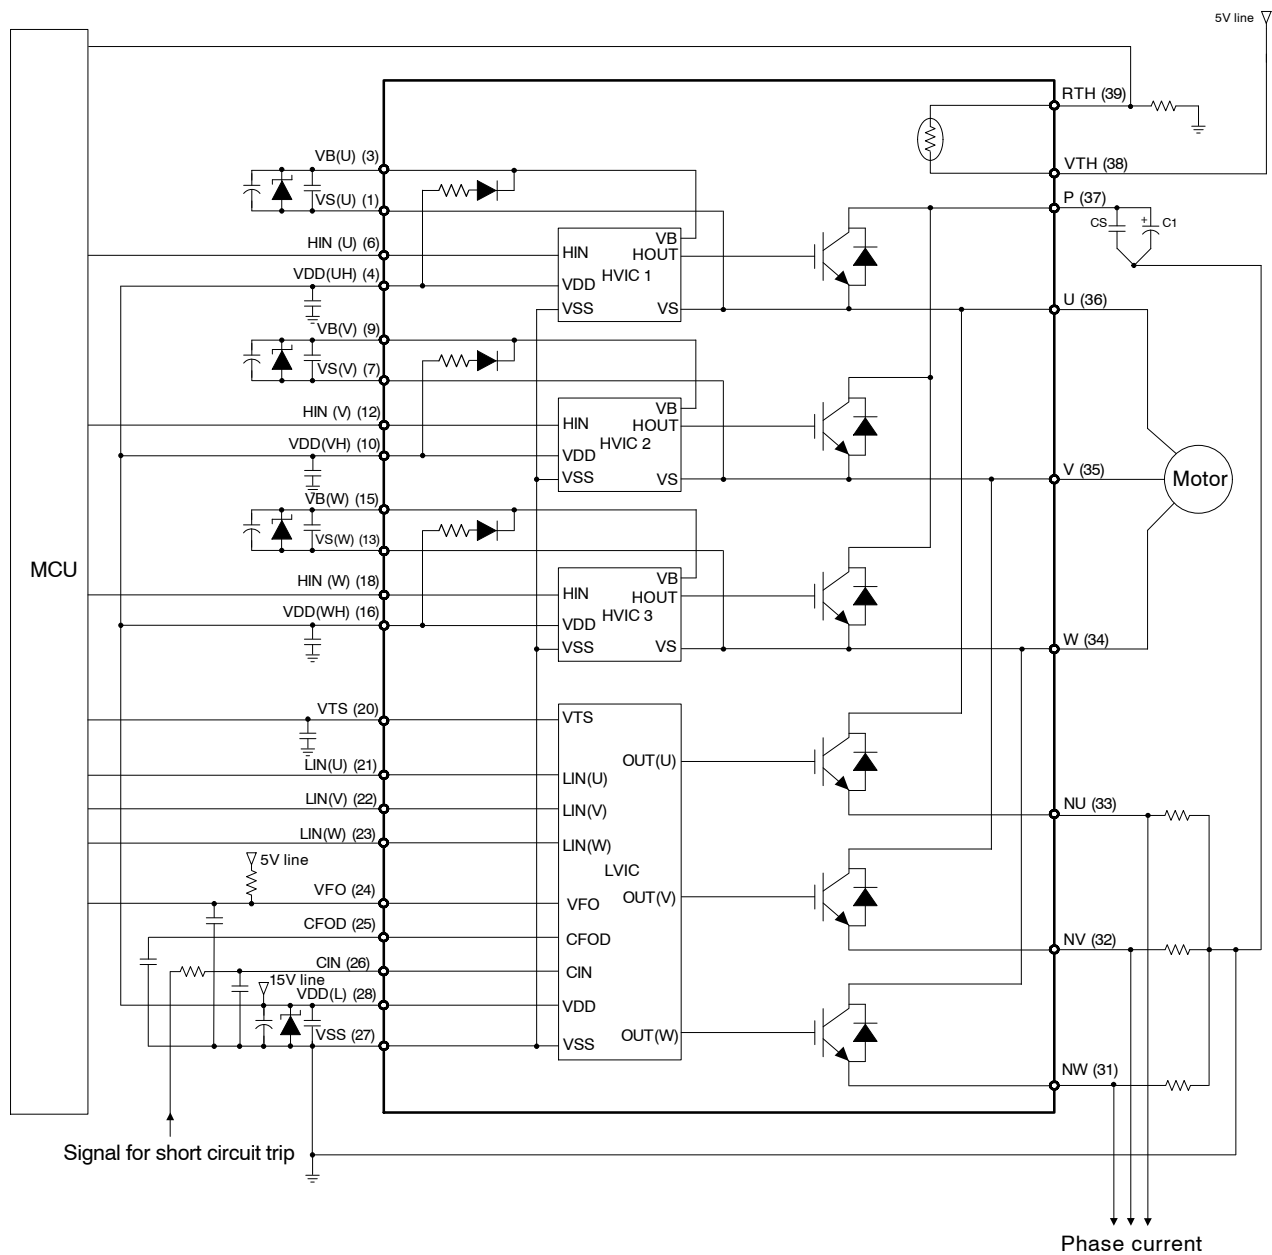 5V line
RTH (39)
VTH (38)
P (37)
CS
+
C1
VB(U) (3)
VS(U) (1)
HIN (U) (6)
VDD(UH) (4)
HIN
VDD
VSS
VB
HOUT
HVIC 1
VS
U (36)
VB(V) (9)
VS(V) (7)
HIN (V) (12)
VDD(VH) (10)
HIN
VDD
VSS
VB
HOUT
HVIC 2
VS
V (35)
Motor
VB(W) (15)
VS(W) (13)
HIN (W) (18)
VDD(WH) (16)
HIN
VDD
VSS
VB
HOUT
HVIC 3
VS
W (34)
MCU
VTS (20)
LIN(U) (21)
LIN(V) (22)
LIN(W) (23)
5V line
VFO (24)
CFOD (25)
CIN (26)
15V line
VDD(L) (28)
VSS (27)
VTS
LIN(U)
LIN(V)
LIN(W)
LVIC
VFO
CFOD
CIN
VDD
VSS
OUT(U)
OUT(V)
OUT(W)
NU (33)
NV (32)
NW (31)
Signal for short circuit trip
Phase current